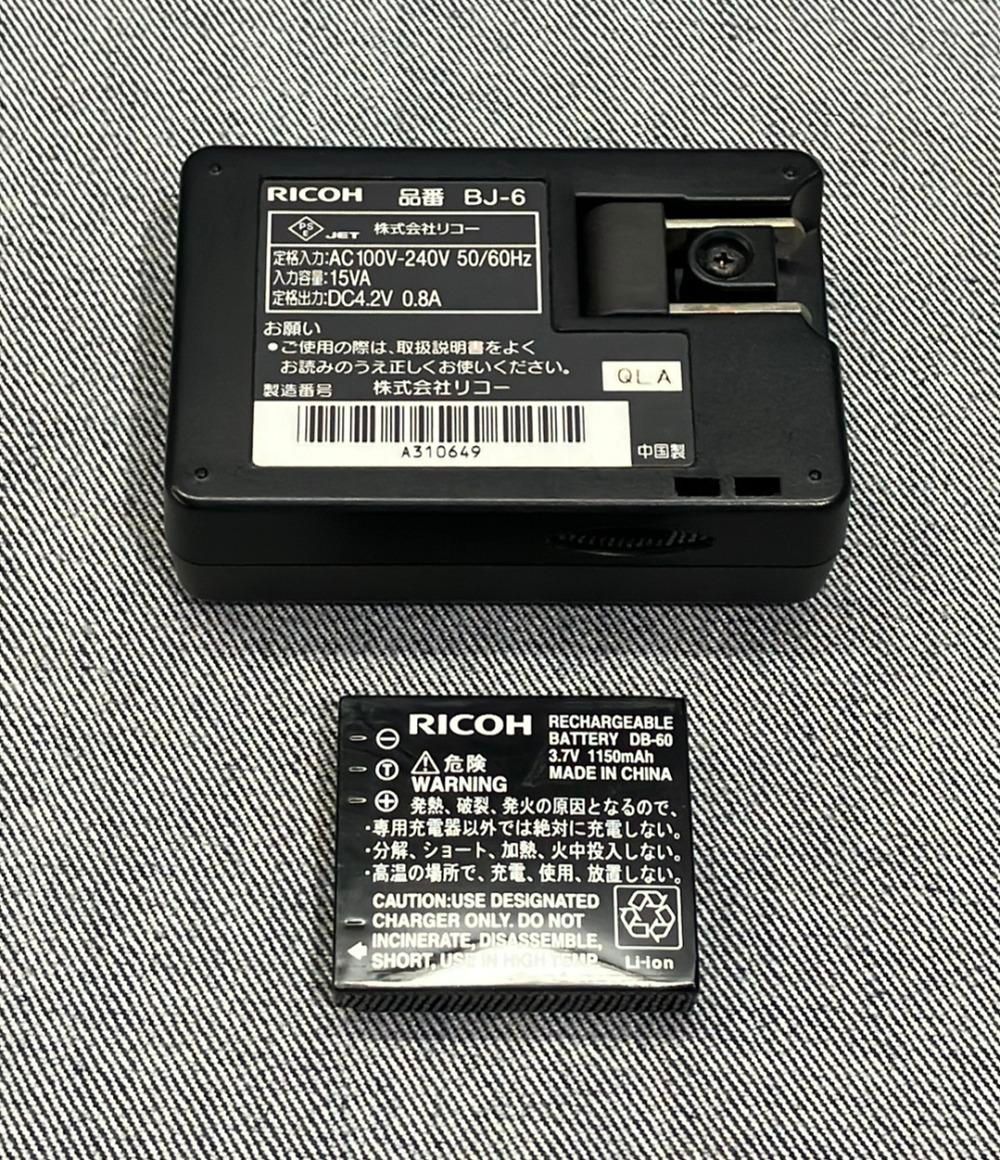 RICOH 品番 BJ-6
PSE JET 株式会社リコー
定格入力:AC100V-240V 50/60Hz
入力容量:15VA
定格出力:DC4.2V 0.8A
お願い
●ご使用の際は、取扱説明書をよく
お読みのうえ正しくお使いください。
製造番号 株式会社リコー
QLA
A310649
中国製
RICOH
RECHARGEABLE
BATTERY DB-60
3.7V 1150mAh
MADE IN CHINA
⊖
Ⓣ
⊕
⚠危険
WARNING
発熱、破裂、発火の原因となるので、
・専用充電器以外では絶対に充電しない。
・分解、ショート、加熱、火中投入しない。
・高温の場所で、充電、使用、放置しない。
CAUTION:USE DESIGNATED
CHARGER ONLY. DO NOT
INCINERATE, DISASSEMBLE,
SHORT, USE IN HIGH TEMP.
Li-ion